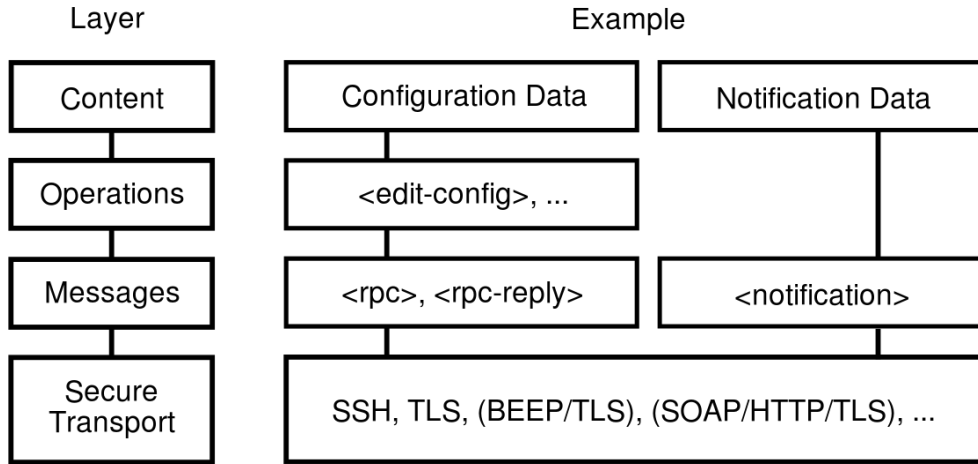 Layer
Example
Content
Configuration Data
Notification Data
Operations
<edit-config>, ...
Messages
<rpc>, <rpc-reply>
<notification>
Secure
Transport
SSH, TLS, (BEEP/TLS), (SOAP/HTTP/TLS), ...